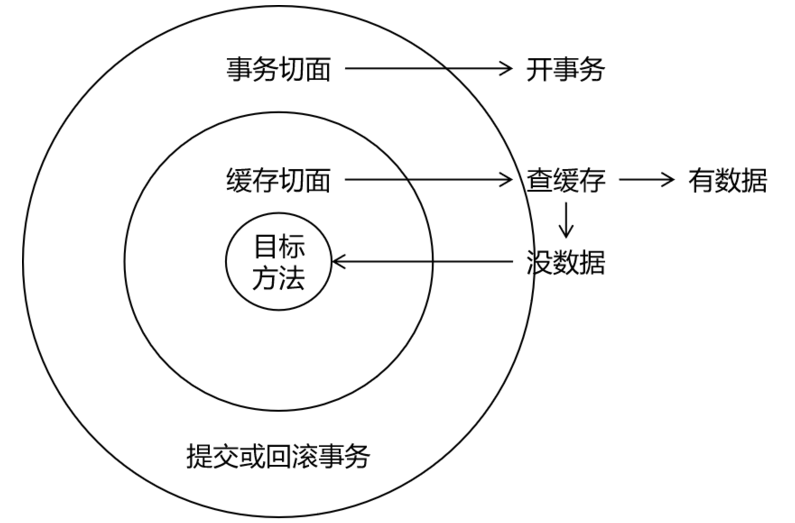 事务切面
开事务
缓存切面
查缓存
有数据
目标
方法
没数据
提交或回滚事务